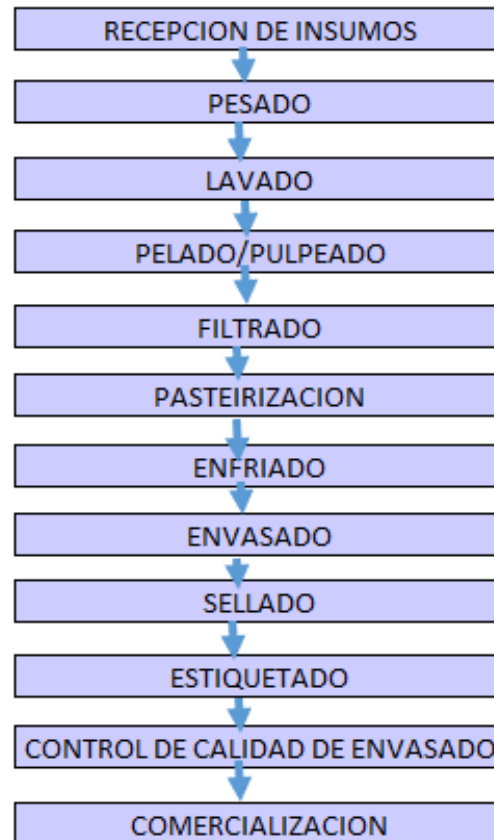 RECEPCION DE INSUMOS
PESADO
LAVADO
PELADO/PULPEADO
FILTRADO
PASTEIRIZACION
ENFRIADO
ENVASADO
SELLADO
ESTIQUETADO
CONTROL DE CALIDAD DE ENVASADO
COMERCIALIZACION